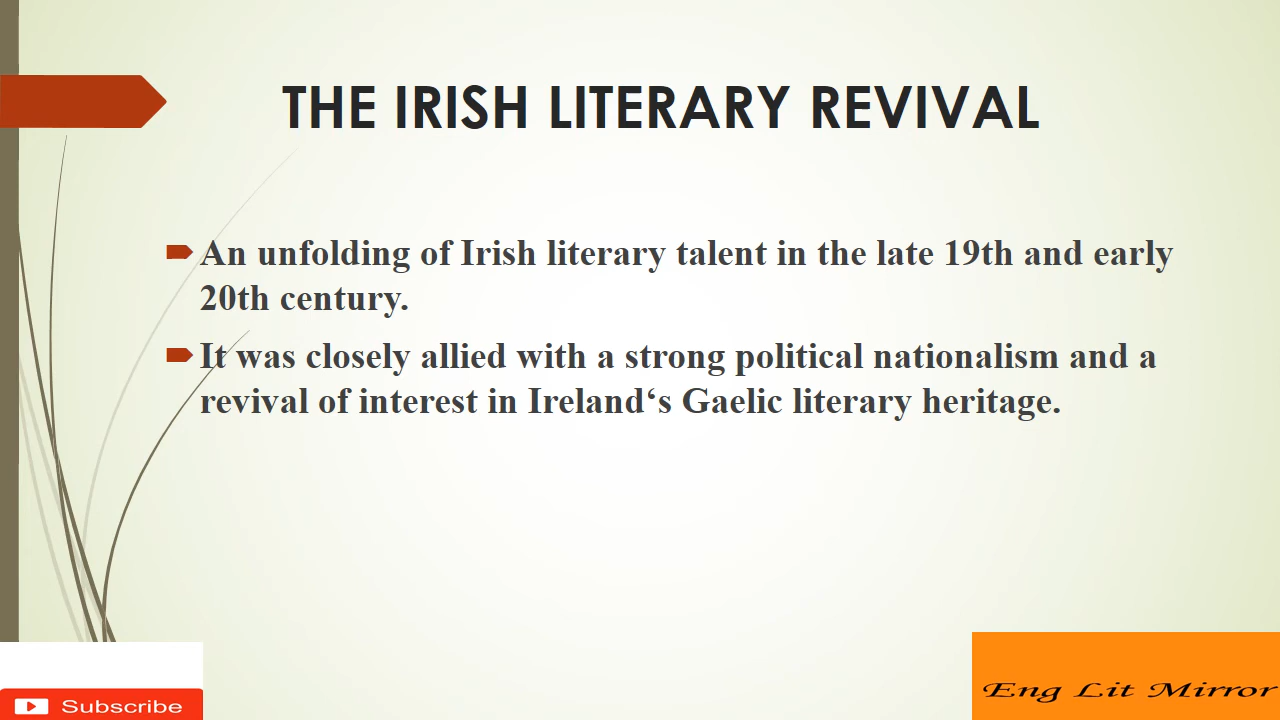 THE IRISH LITERARY REVIVAL
An unfolding of Irish literary talent in the late 19th and early
20th century.
It was closely allied with a strong political nationalism and a
revival of interest in Ireland‘s Gaelic literary heritage.
Subscribe
Eng Lit Mirror